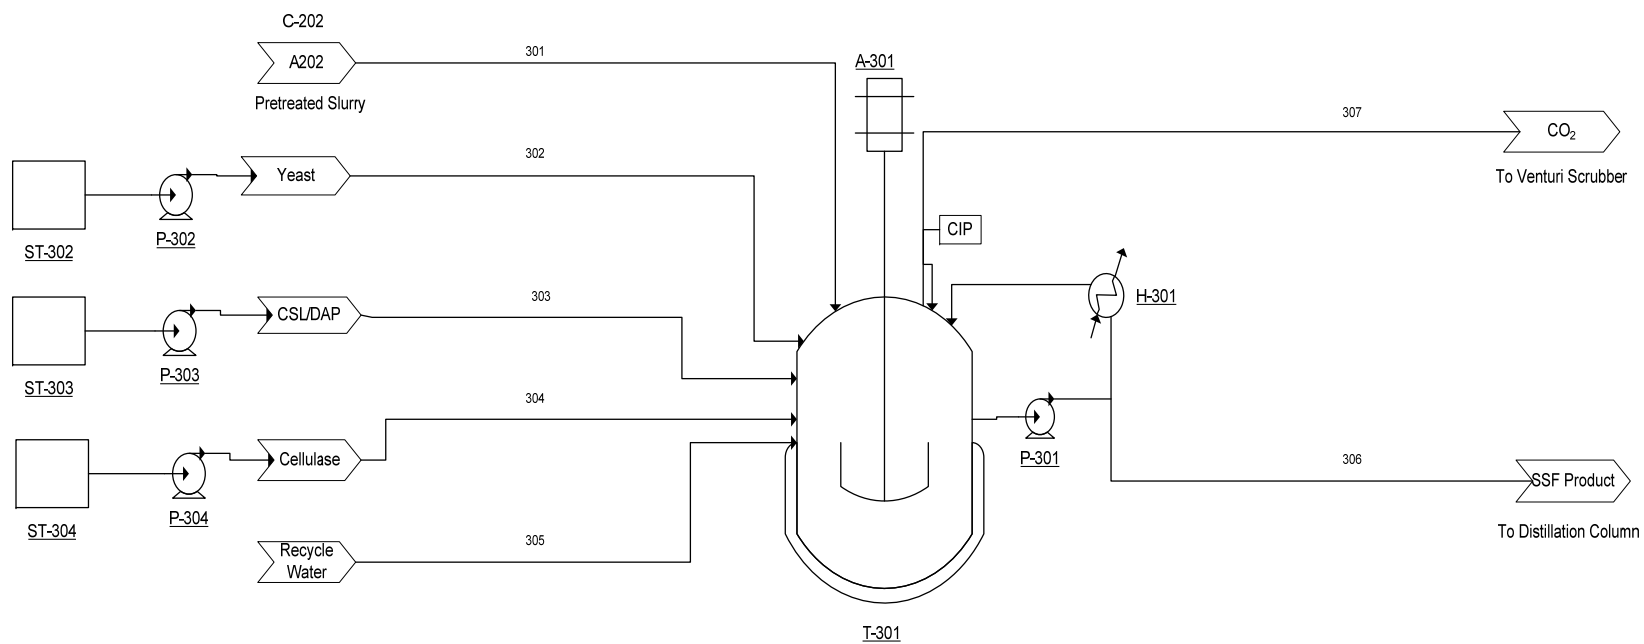 C-202
A202
Pretreated Slurry
301
A-301
307
CO₂
To Venturi Scrubber
302
Yeast
P-302
ST-302
CIP
H-301
303
CSL/DAP
P-303
ST-303
304
Cellulase
P-304
ST-304
P-301
306
SSF Product
To Distillation Column
305
Recycle
Water
T-301